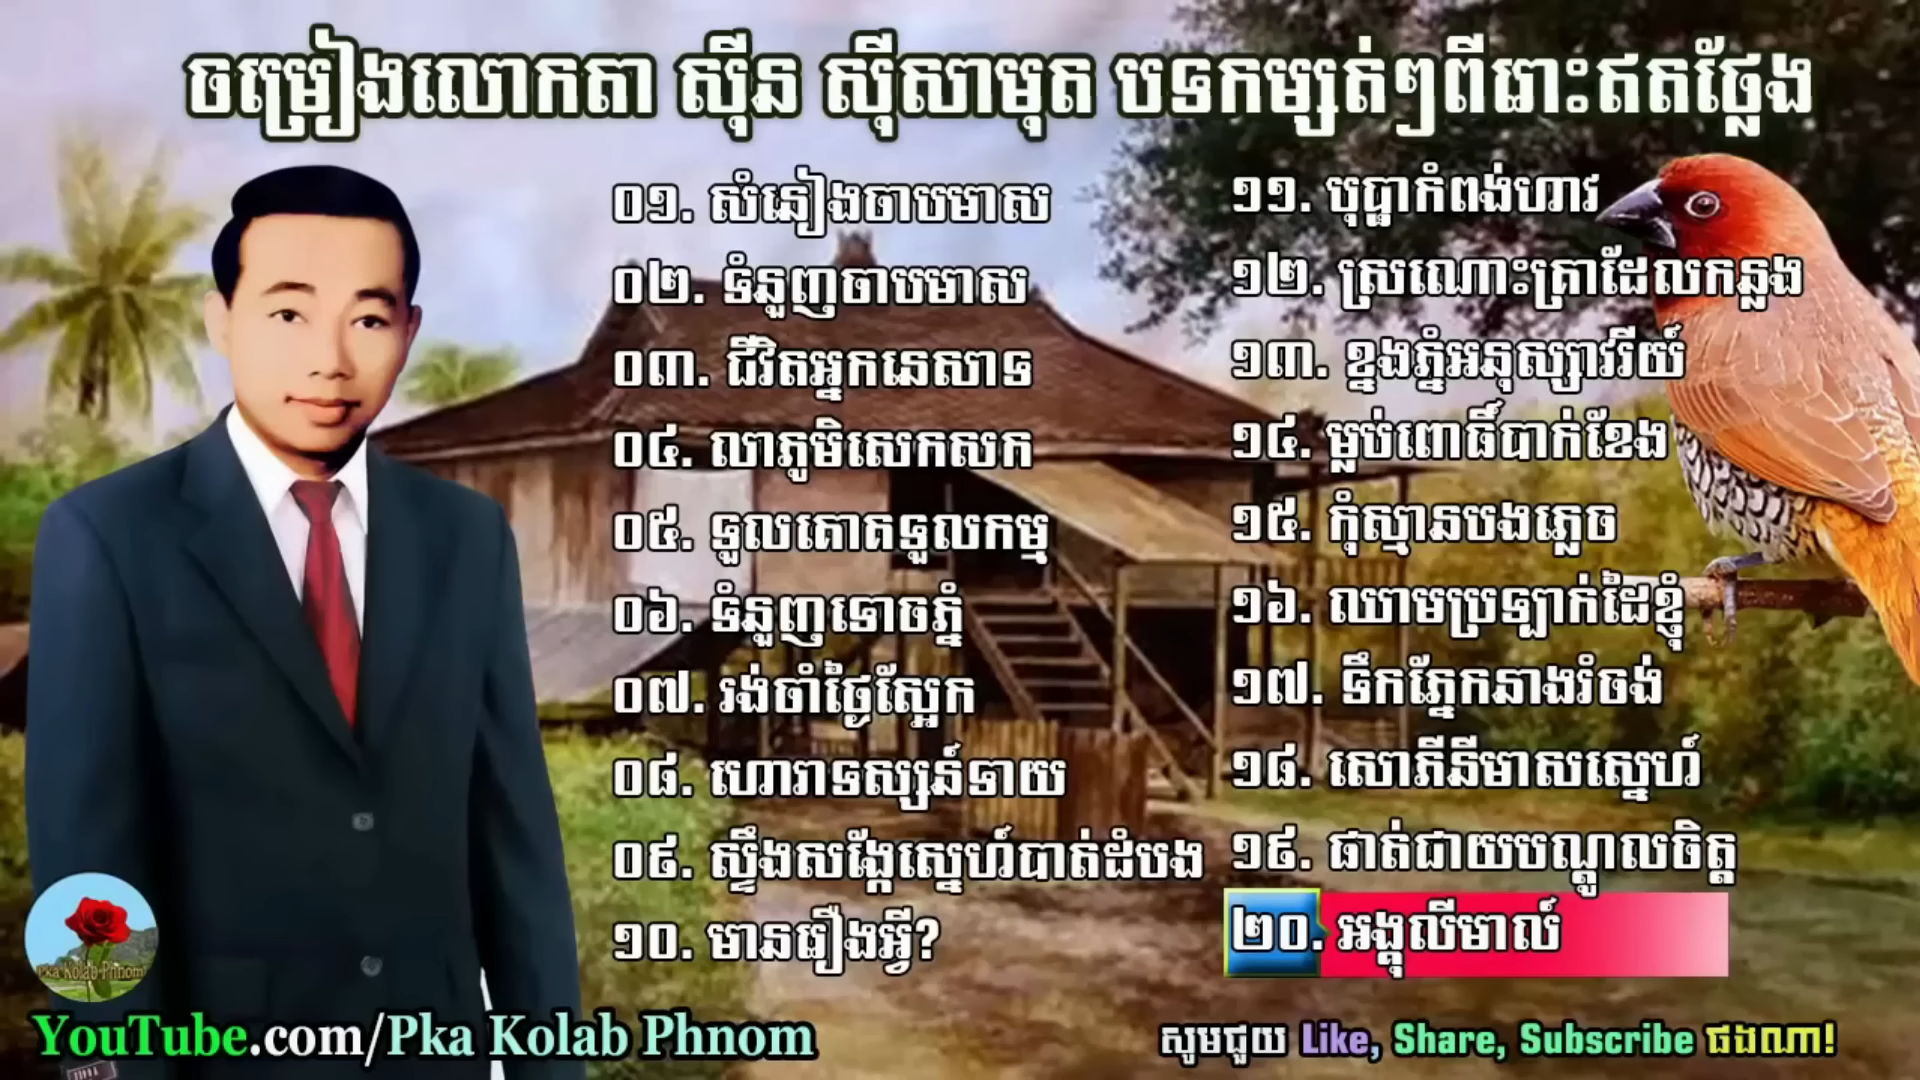 ចម្រៀងលោកតា ស៊ីន ស៊ីសាមុត បទកម្សត់ៗពីរោះឥតថ្លែង
០១. សំនៀងចាបមាស
០២. ទំនួញចាបមាស
០៣. ជីវិតអ្នកនេសាទ
០៤. លាភូមិសេកសក
០៥. ទួលគោគទួលកម្ម
០៦. ទំនួញទោចភ្នំ
០៧. រង់ចាំថ្ងៃស្អែក
០៨. ហោរាទស្សន៍ទាយ
០៩. ស្ទឹងសង្កែស្នេហ៍បាត់ដំបង
១០. មានរឿងអ្វី?
១១. បុប្ផាកំពង់ហាវ
១២. ស្រណោះគ្រាដែលកន្លង
១៣. ខ្នងភ្នំអនុស្សាវរីយ៍
១៤. ម្លប់ពោធិ៍បាក់ខែង
១៥. កុំស្មានបងភ្លេច
១៦. ឈាមប្រឡាក់ដៃខ្ញុំ
១៧. ទឹកភ្នែកនាងរំចង់
១៨. សោភីនីមាសស្នេហ៍
១៩. ផាត់ជាយបណ្តូលចិត្ត
២០. អង្គុលីមាល៍
Pka Kolab Phnom
YouTube.com/Pka Kolab Phnom
សូមជួយ Like, Share, Subscribe ផងណា!